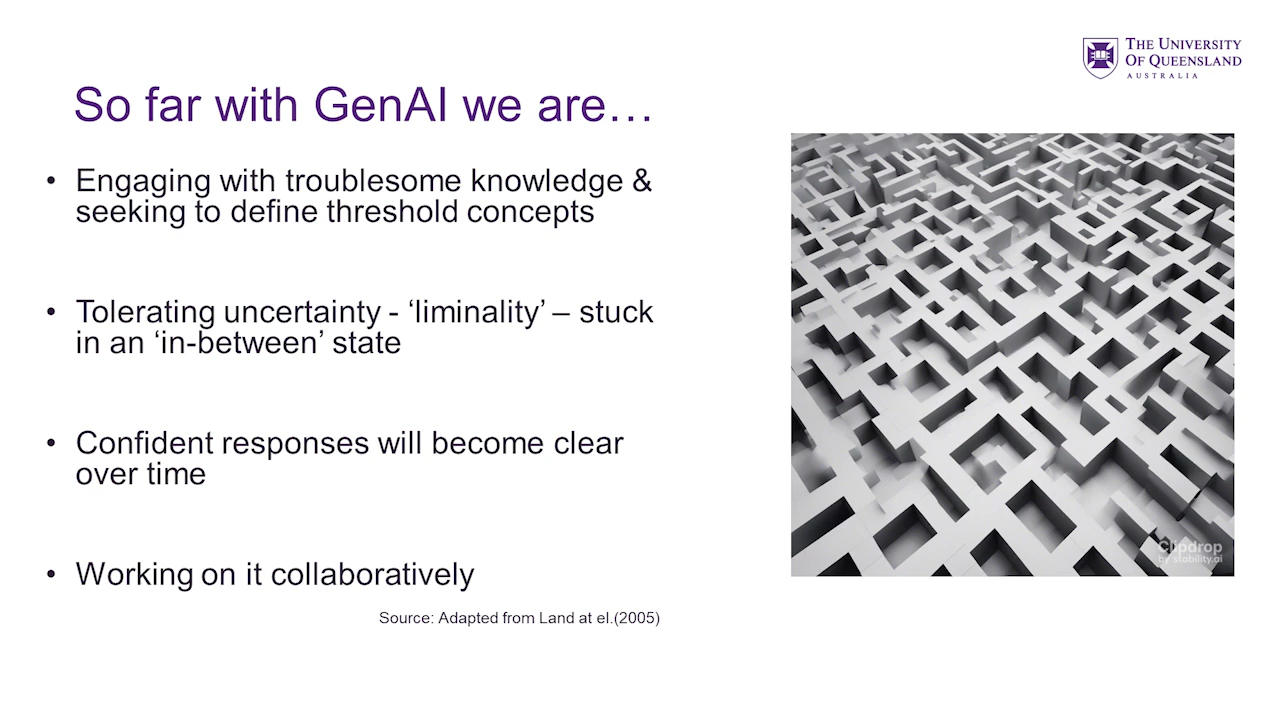 THE UNIVERSITY
OF QUEENSLAND
AUSTRALIA
So far with GenAI we are…
• Engaging with troublesome knowledge &
seeking to define threshold concepts
• Tolerating uncertainty - ‘liminality’ – stuck
in an ‘in-between’ state
• Confident responses will become clear
over time
• Working on it collaboratively
Source: Adapted from Land at el.(2005)
Clipdrop
by stability.ai